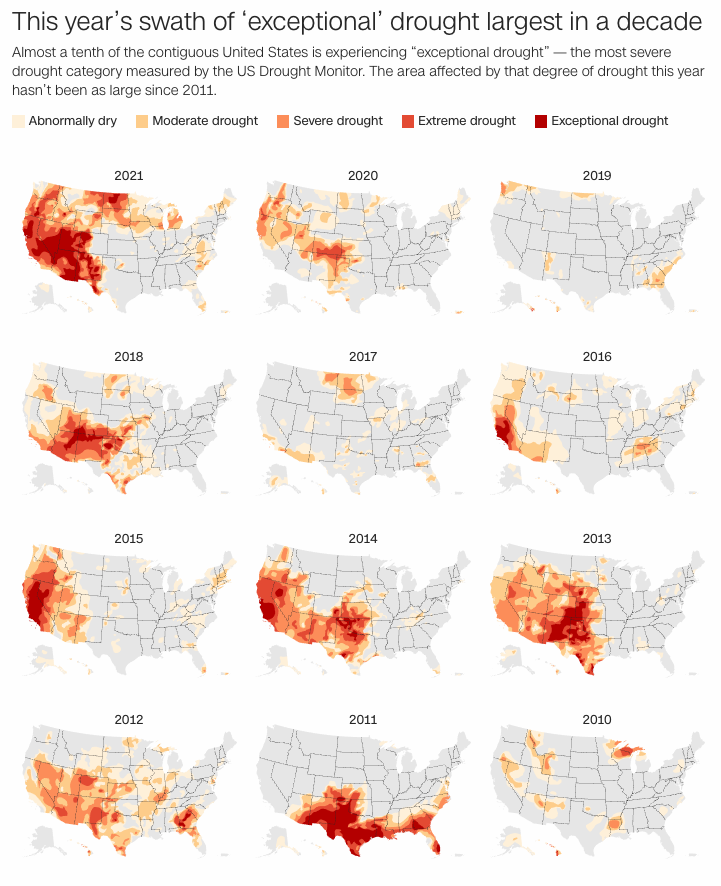 This year’s swath of ‘exceptional’ drought largest in a decade
Almost a tenth of the contiguous United States is experiencing “exceptional drought” — the most severe
drought category measured by the US Drought Monitor. The area affected by that degree of drought this year
hasn’t been as large since 2011.
Abnormally dry Moderate drought Severe drought Extreme drought Exceptional drought
2021 2020 2019
2018 2017 2016
2015 2014 2013
2012 2011 2010